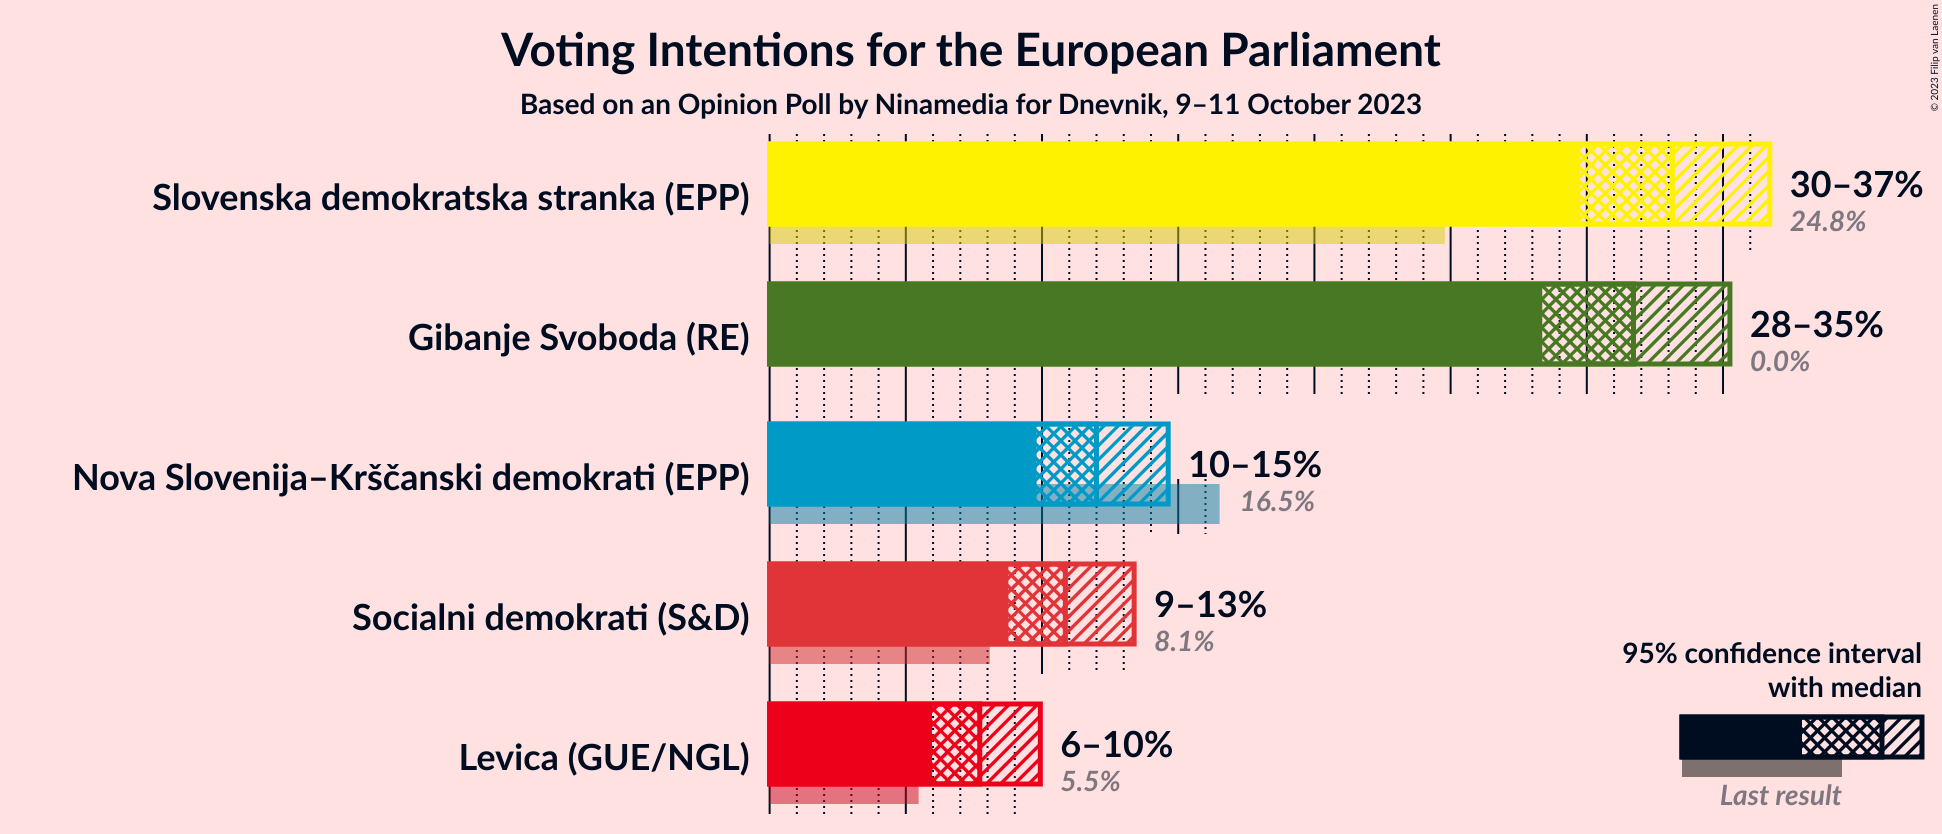 Voting Intentions for the European Parliament
Based on an Opinion Poll by Ninamedia for Dnevnik, 9–11 October 2023
© 2023 Filip van Laenen
Slovenska demokratska stranka (EPP)
30–37%
24.8%
Gibanje Svoboda (RE)
28–35%
0.0%
Nova Slovenija–Krščanski demokrati (EPP)
10–15%
16.5%
Socialni demokrati (S&D)
9–13%
8.1%
Levica (GUE/NGL)
6–10%
5.5%
95% confidence interval
with median
Last result